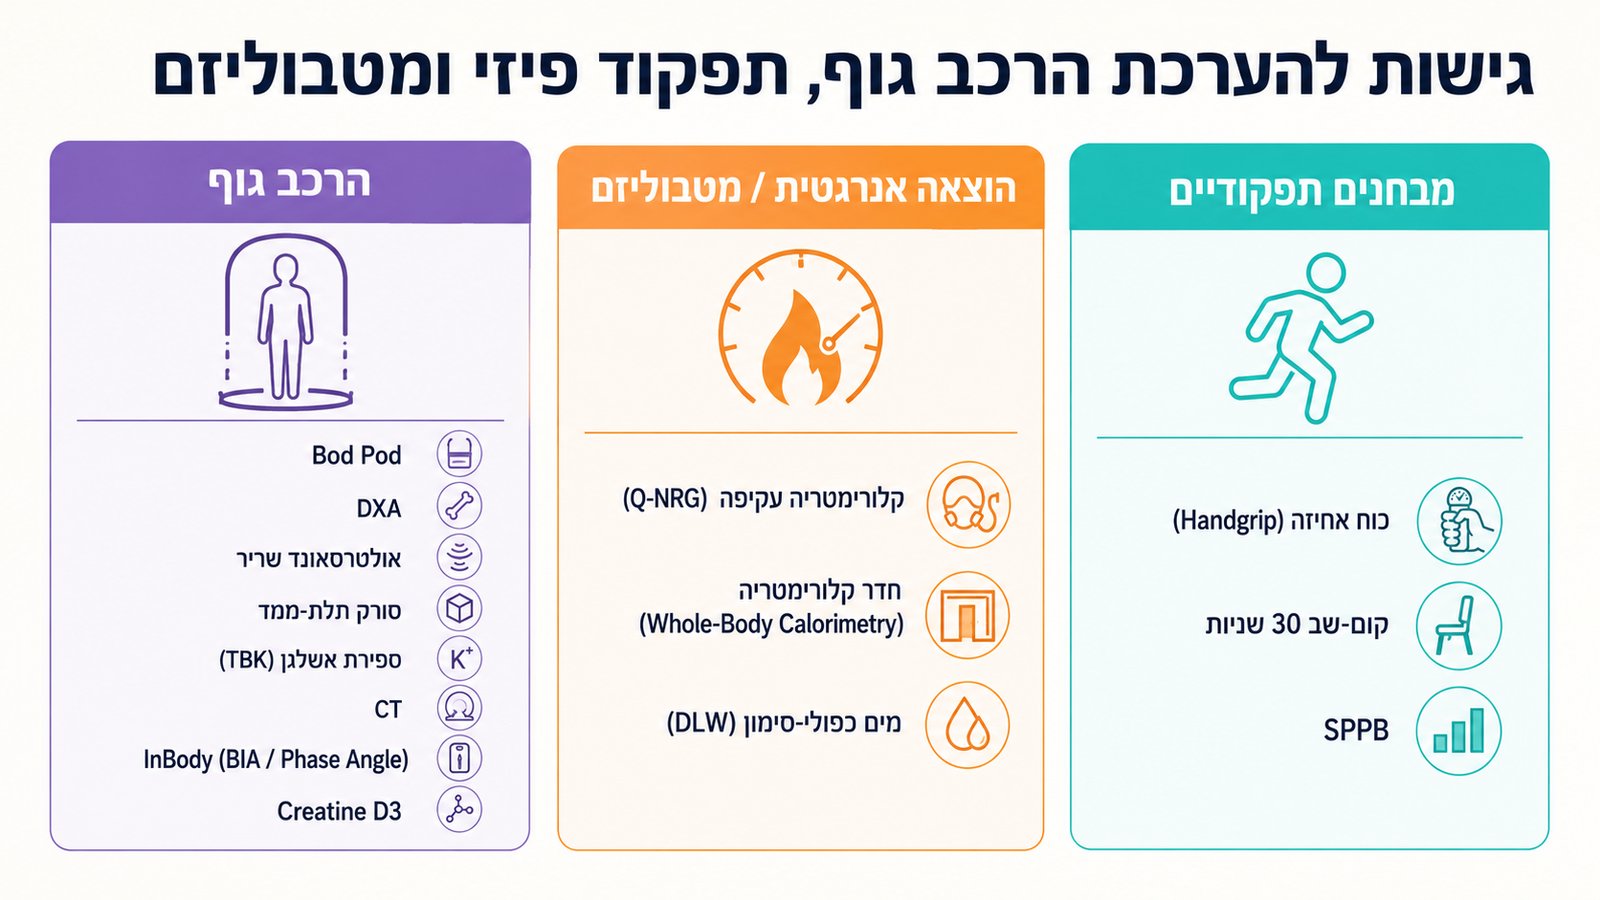 גישות להערכת הרכב גוף, תפקוד פיזי ומטבוליזם
מבחנים תפקודיים
כוח אחיזה (Handgrip)
קום-שב 30 שניות
SPPB
הוצאה אנרגטית / מטבוליזם
קלורימטריה עקיפה (Q-NRG)
חדר קלורימטריה
(Whole-Body Calorimetry)
מים כפולי-סימון (DLW)
הרכב גוף
Bod Pod
DXA
אולטרסאונד שריר
סורק תלת-ממד
ספירת אשלגן (TBK)
K+
CT
InBody (BIA / Phase Angle)
Creatine D3